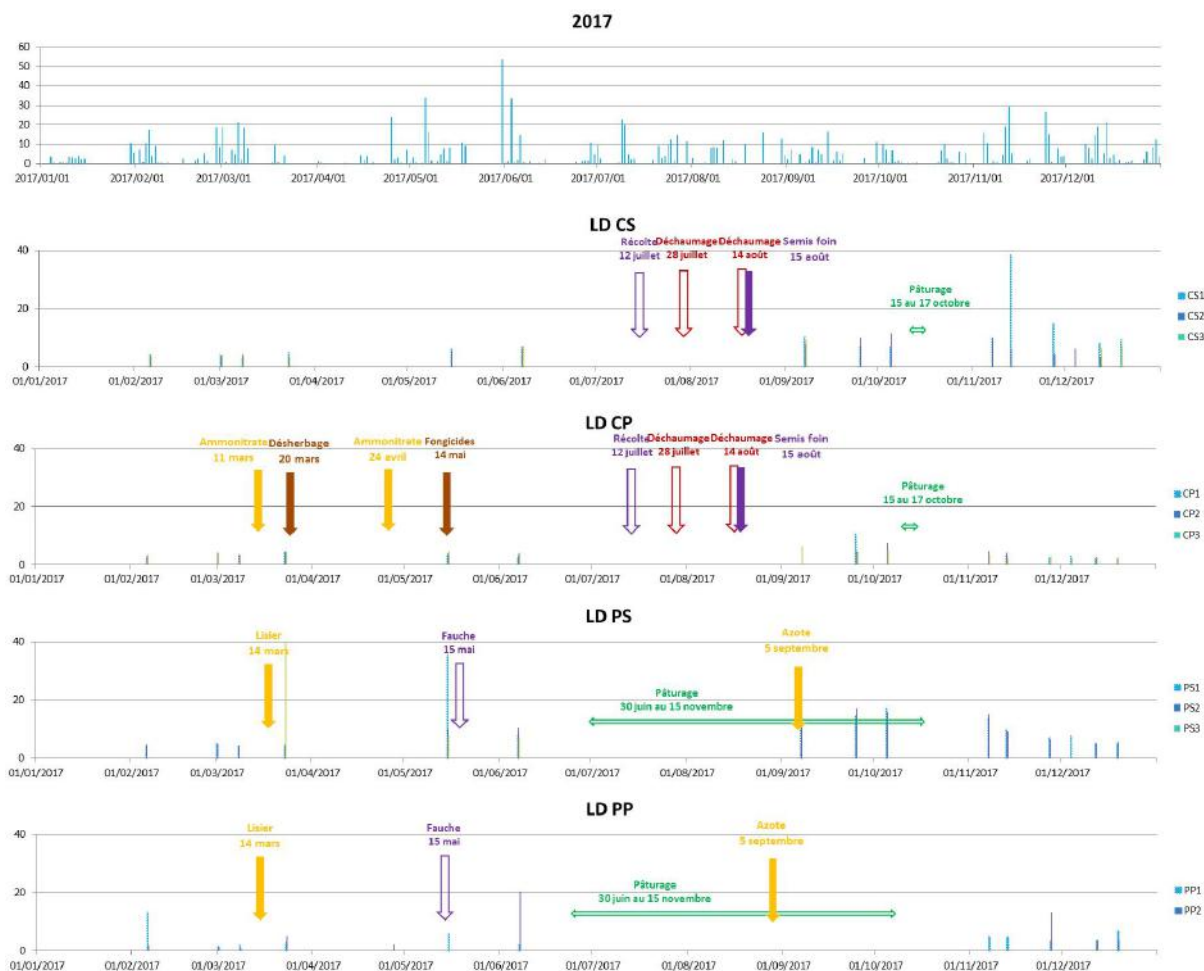 2017
60
50
40
30
20
10
0
2017/01/01 2017/02/01 2017/03/01 2017/04/01 2017/05/01 2017/06/01 2017/07/01 2017/08/01 2017/09/01 2017/10/01 2017/11/01 2017/12/01
LD CS
Récolte Déchaumage Déchaumage Semis foin
12 juillet 28 juillet 14 août 15 août
Pâturage
15 au 17 octobre
40
20
0
CS1
CS2
CS3
01/01/2017 01/02/2017 01/03/2017 01/04/2017 01/05/2017 01/06/2017 01/07/2017 01/08/2017 01/09/2017 01/10/2017 01/11/2017 01/12/2017
LD CP
Ammonitrate Désherbage Ammonitrate Fongicides Récolte Déchaumage Déchaumage Semis foin
11 mars 20 mars 24 avril 14 mai 12 juillet 28 juillet 14 août 15 août
Pâturage
15 au 17 octobre
40
20
0
CP1
CP2
CP3
01/01/2017 01/02/2017 01/03/2017 01/04/2017 01/05/2017 01/06/2017 01/07/2017 01/08/2017 01/09/2017 01/10/2017 01/11/2017 01/12/2017
LD PS
Lisier Fauche Azote
14 mars 15 mai 5 septembre
Pâturage
30 juin au 15 novembre
40
20
0
PS1
PS2
PS3
01/01/2017 01/02/2017 01/03/2017 01/04/2017 01/05/2017 01/06/2017 01/07/2017 01/08/2017 01/09/2017 01/10/2017 01/11/2017 01/12/2017
LD PP
Lisier Fauche Azote
14 mars 15 mai 5 septembre
Pâturage
30 juin au 15 novembre
40
20
0
PP1
PP2
01/01/2017 01/02/2017 01/03/2017 01/04/2017 01/05/2017 01/06/2017 01/07/2017 01/08/2017 01/09/2017 01/10/2017 01/11/2017 01/12/2017